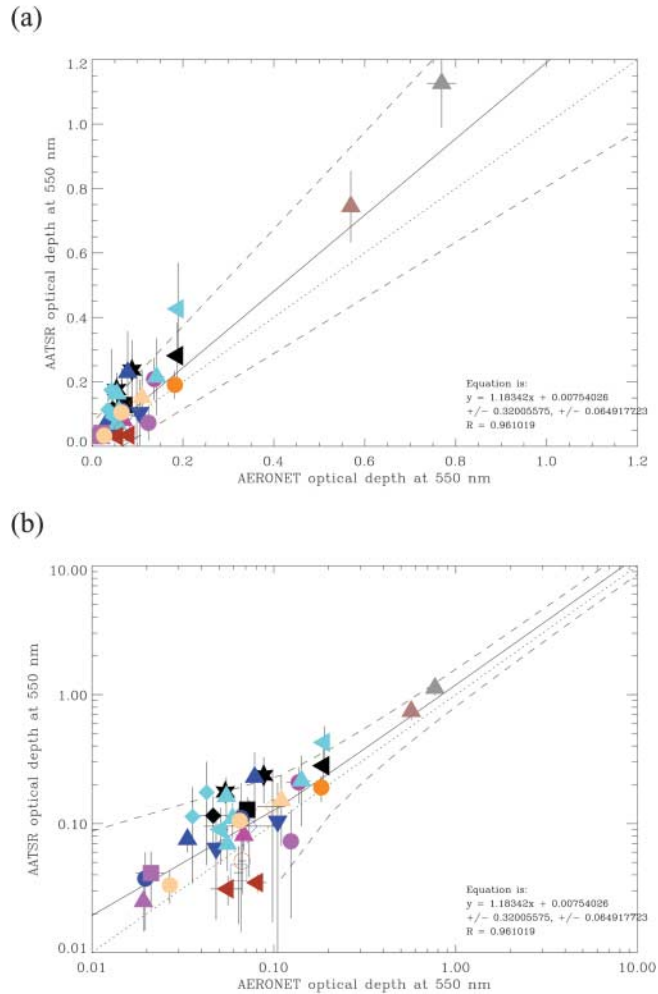 (a)
1.2
1.0
0.8
0.6
0.4
0.2
0.0
AATSR optical depth at 550 nm
Equation is:
y = 1.18342x + 0.00754026
+/- 0.32005575, +/- 0.064917723
R = 0.961019
0.0 0.2 0.4 0.6 0.8 1.0 1.2
AERONET optical depth at 550 nm
(b)
10.00
1.00
0.10
0.01
AATSR optical depth at 550 nm
Equation is:
y = 1.18342x + 0.00754026
+/- 0.32005575, +/- 0.064917723
R = 0.961019
0.01 0.10 1.00 10.00
AERONET optical depth at 550 nm